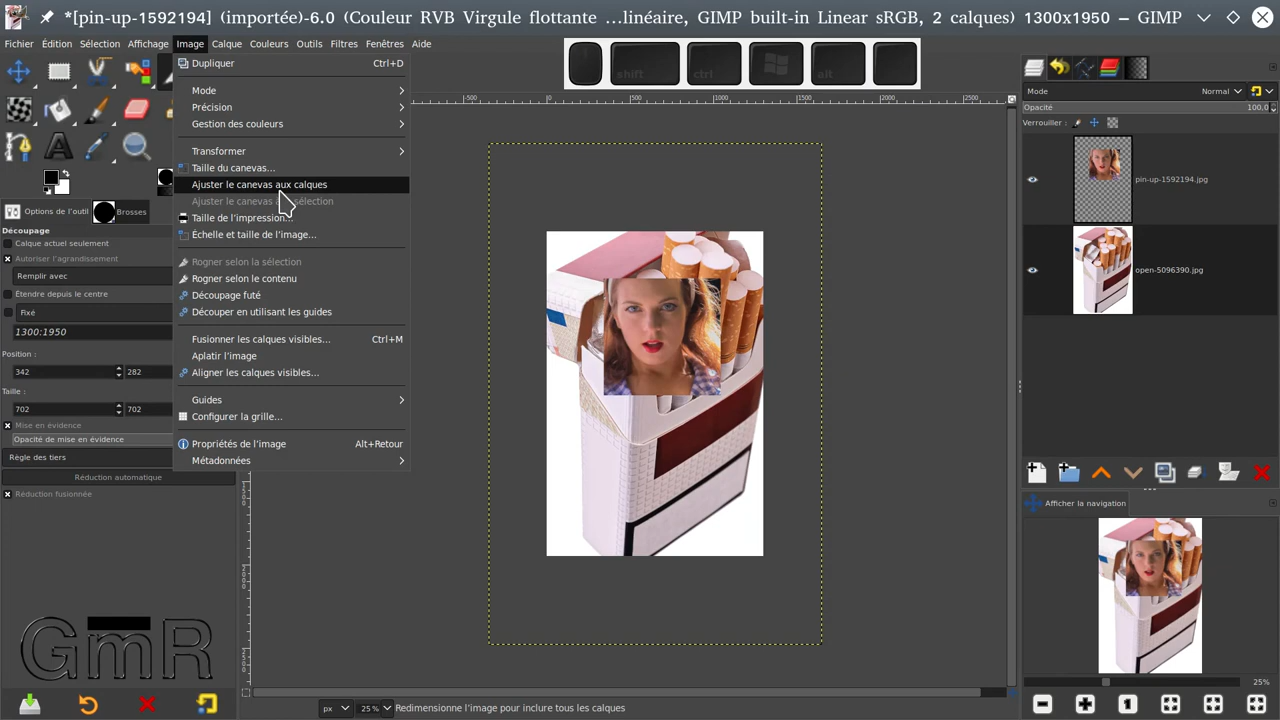 *[pin-up-1592194] (importée)-6.0 (Couleur RVB Virgule flottante …linéaire, GIMP built-in Linear sRGB, 2 calques) 1300x1950 – GIMP
Fichier Édition Sélection Affichage Image Calque Couleurs Outils Filtres Fenêtres Aide
shift ctrl alt
Dupliquer Ctrl+D
Mode
Précision
Gestion des couleurs
Transformer
Taille du canevas…
Ajuster le canevas aux calques
Ajuster le canevas à la sélection
Taille de l'impression…
Échelle et taille de l'image…
Rogner selon la sélection
Rogner selon le contenu
Découpage futé
Découper en utilisant les guides
Fusionner les calques visibles… Ctrl+M
Aplatir l'image
Aligner les calques visibles…
Guides
Configurer la grille…
Propriétés de l'image Alt+Retour
Métadonnées
Options de l'outil Brosses
Découpage
Calque actuel seulement
Autoriser l'agrandissement
Remplir avec
Étendre depuis le centre
Fixé
1300:1950
Position :
342 282
Taille :
702 702
Mise en évidence
Opacité de mise en évidence
Règle des tiers
Réduction automatique
Réduction fusionnée
GmR
-500 0 500 1000 1500 2000 2500
px 25 % Redimensionne l'image pour inclure tous les calques
Mode Normal
Opacité 100,0
Verrouiller :
pin-up-1592194.jpg
open-5096390.jpg
Afficher la navigation
25%